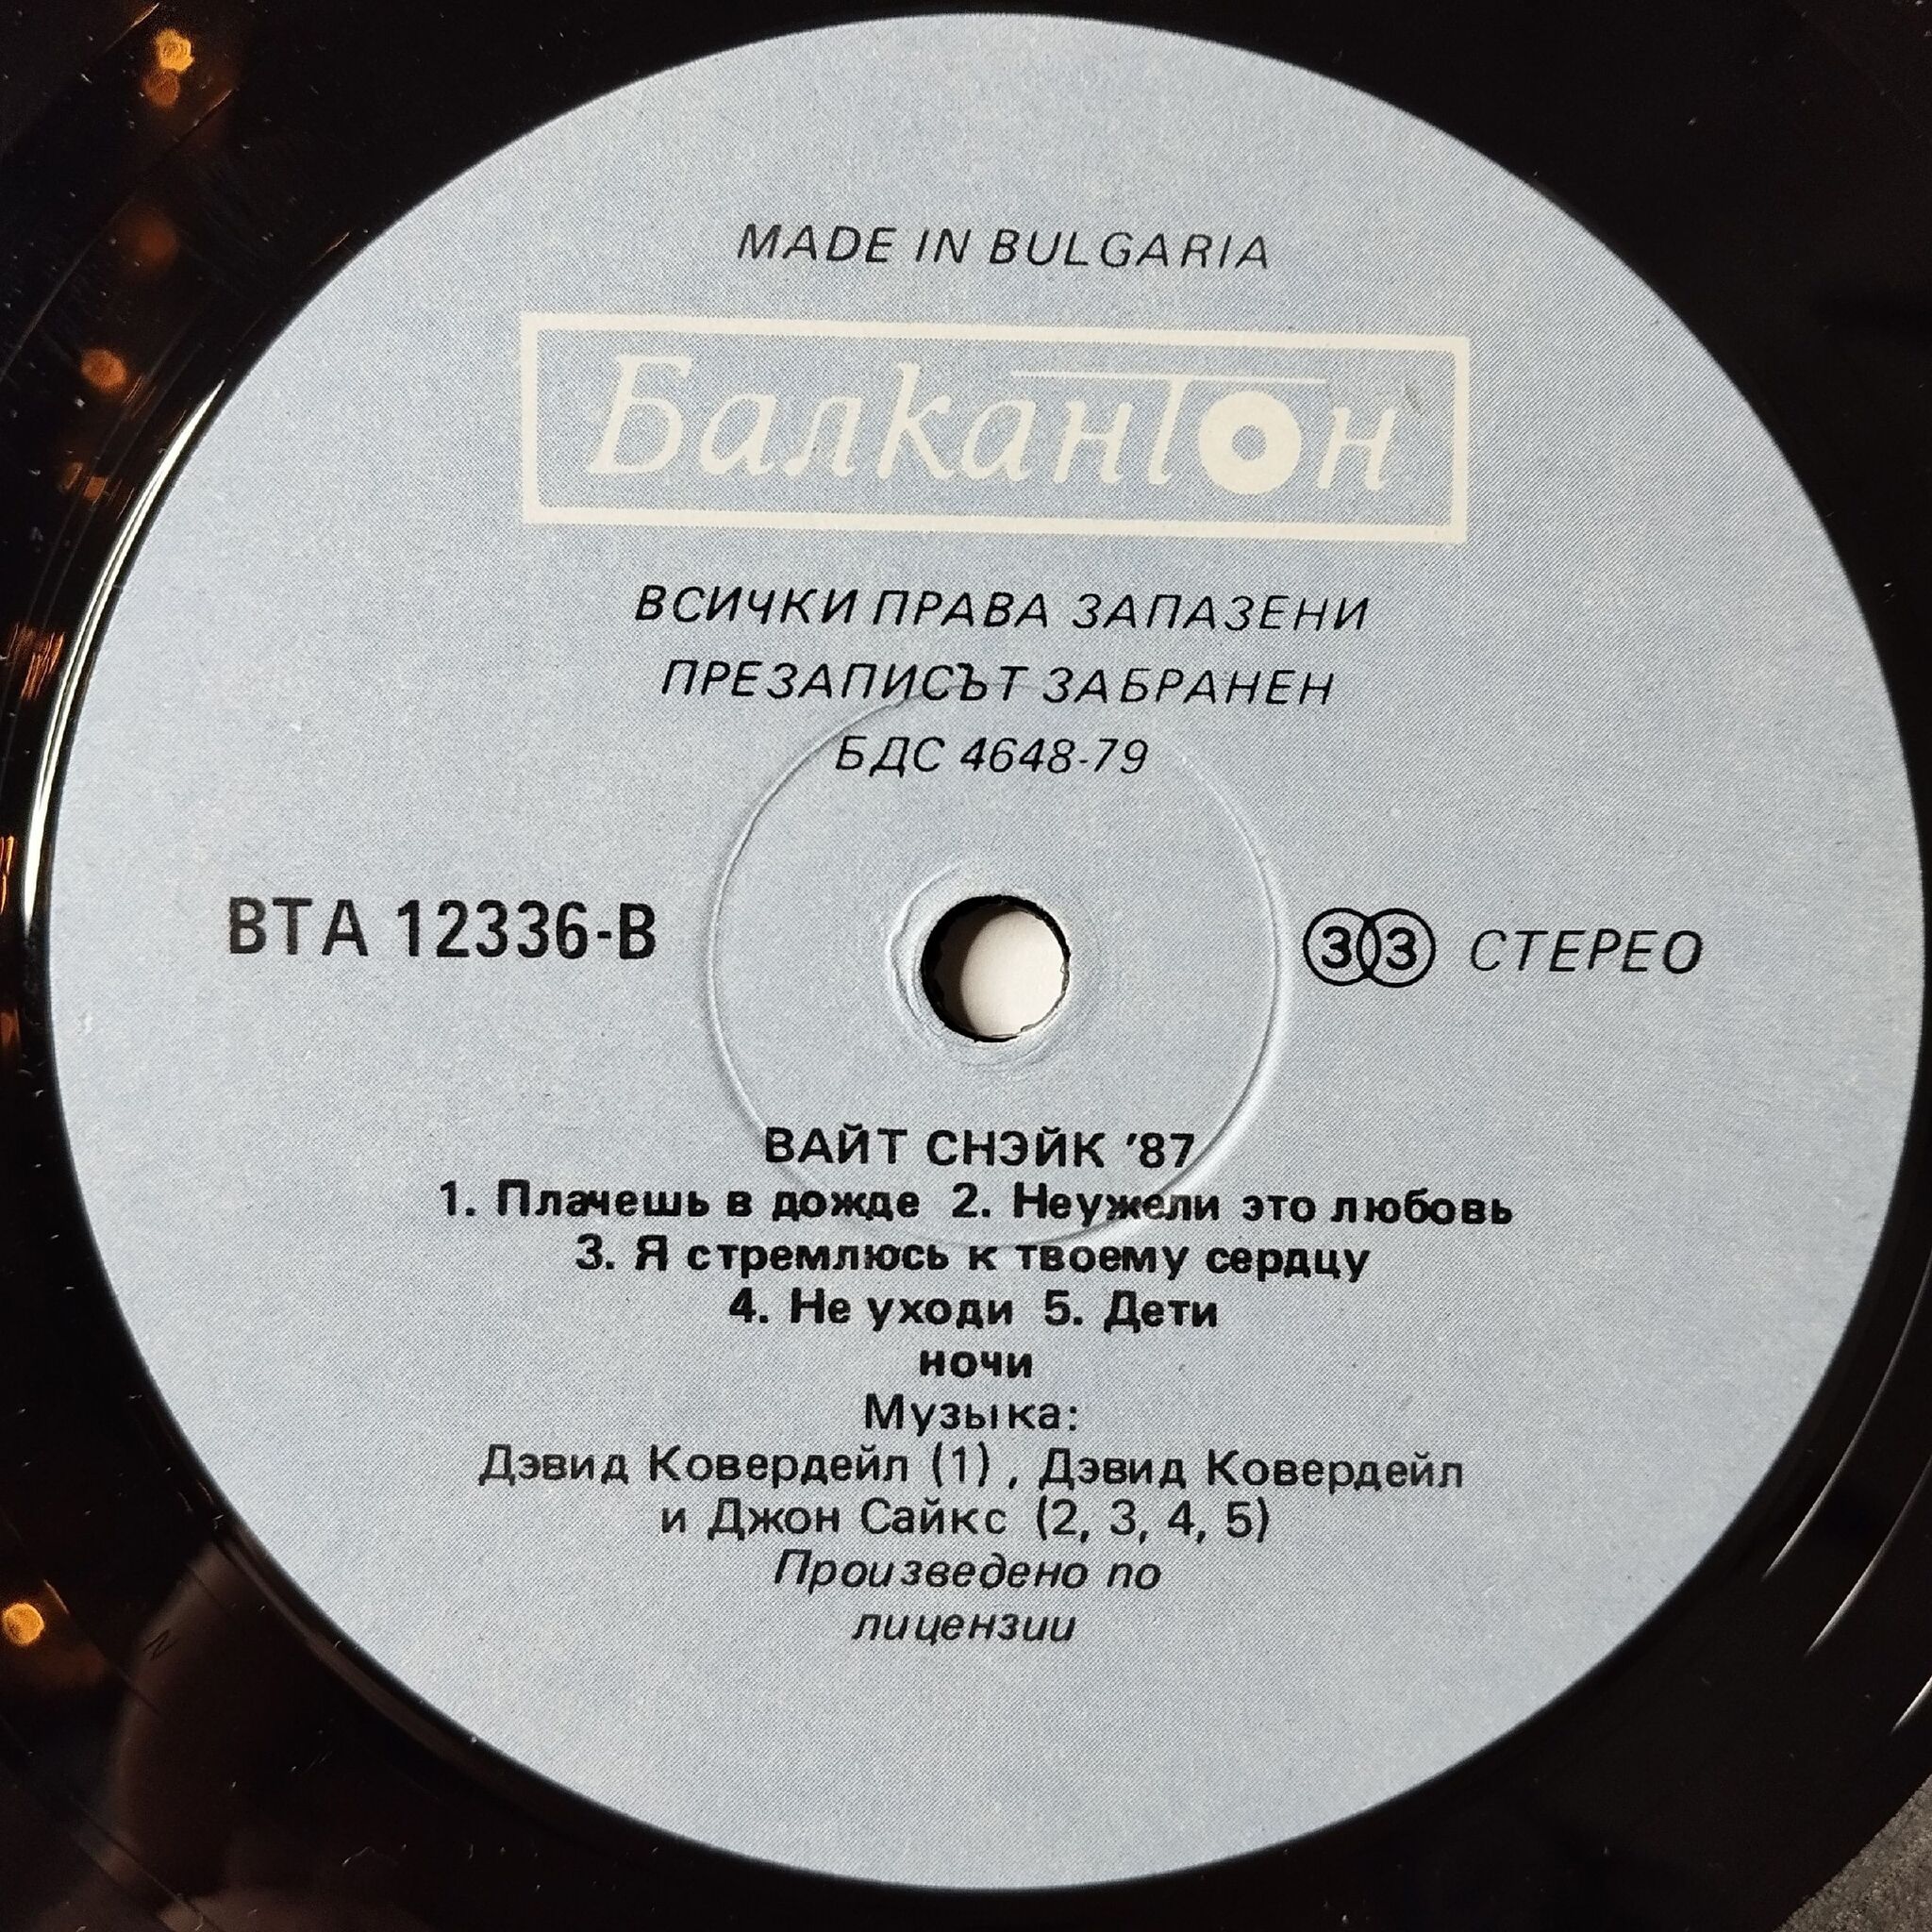 MADE IN BULGARIA
Балкантон
ВСИЧКИ ПРАВА ЗАПАЗЕНИ
ПРЕЗАПИСЪТ ЗАБРАНЕН
БДС 4648-79
ВТА 12336-В
33 СТЕРЕО
ВАЙТ СНЭЙК '87
1. Плачешь в дожде 2. Неужели это любовь
3. Я стремлюсь к твоему сердцу
4. Не уходи 5. Дети
ночи
Музыка:
Дэвид Ковердейл (1), Дэвид Ковердейл
и Джон Сайкс (2, 3, 4, 5)
Произведено по
лицензии